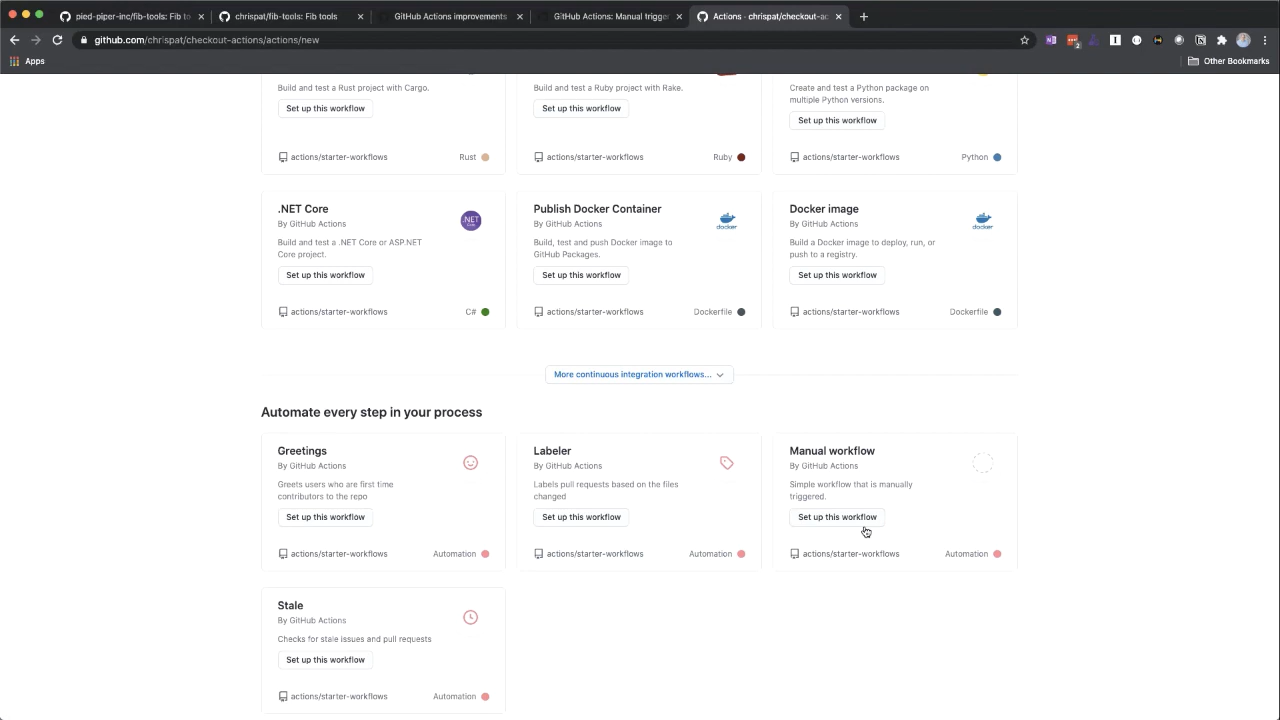 pied-piper-inc/fib-tools: Fib to
chrispat/fib-tools: Fib tools
GitHub Actions improvements
GitHub Actions: Manual trigger
Actions · chrispat/checkout-ac
github.com/chrispat/checkout-actions/actions/new
Apps
Other Bookmarks
Build and test a Rust project with Cargo.
Set up this workflow
actions/starter-workflows
Rust
Build and test a Ruby project with Rake.
Set up this workflow
actions/starter-workflows
Ruby
Create and test a Python package on
multiple Python versions.
Set up this workflow
actions/starter-workflows
Python
.NET Core
By GitHub Actions
.NET
Core
Build and test a .NET Core or ASP.NET
Core project.
Set up this workflow
actions/starter-workflows
C#
Publish Docker Container
By GitHub Actions
docker
Build, test and push Docker image to
GitHub Packages.
Set up this workflow
actions/starter-workflows
Dockerfile
Docker image
By GitHub Actions
docker
Build a Docker image to deploy, run, or
push to a registry.
Set up this workflow
actions/starter-workflows
Dockerfile
More continuous integration workflows...
Automate every step in your process
Greetings
By GitHub Actions
Greets users who are first time
contributors to the repo
Set up this workflow
actions/starter-workflows
Automation
Labeler
By GitHub Actions
Labels pull requests based on the files
changed
Set up this workflow
actions/starter-workflows
Automation
Manual workflow
By GitHub Actions
Simple workflow that is manually
triggered.
Set up this workflow
actions/starter-workflows
Automation
Stale
By GitHub Actions
Checks for stale issues and pull requests
Set up this workflow
actions/starter-workflows
Automation